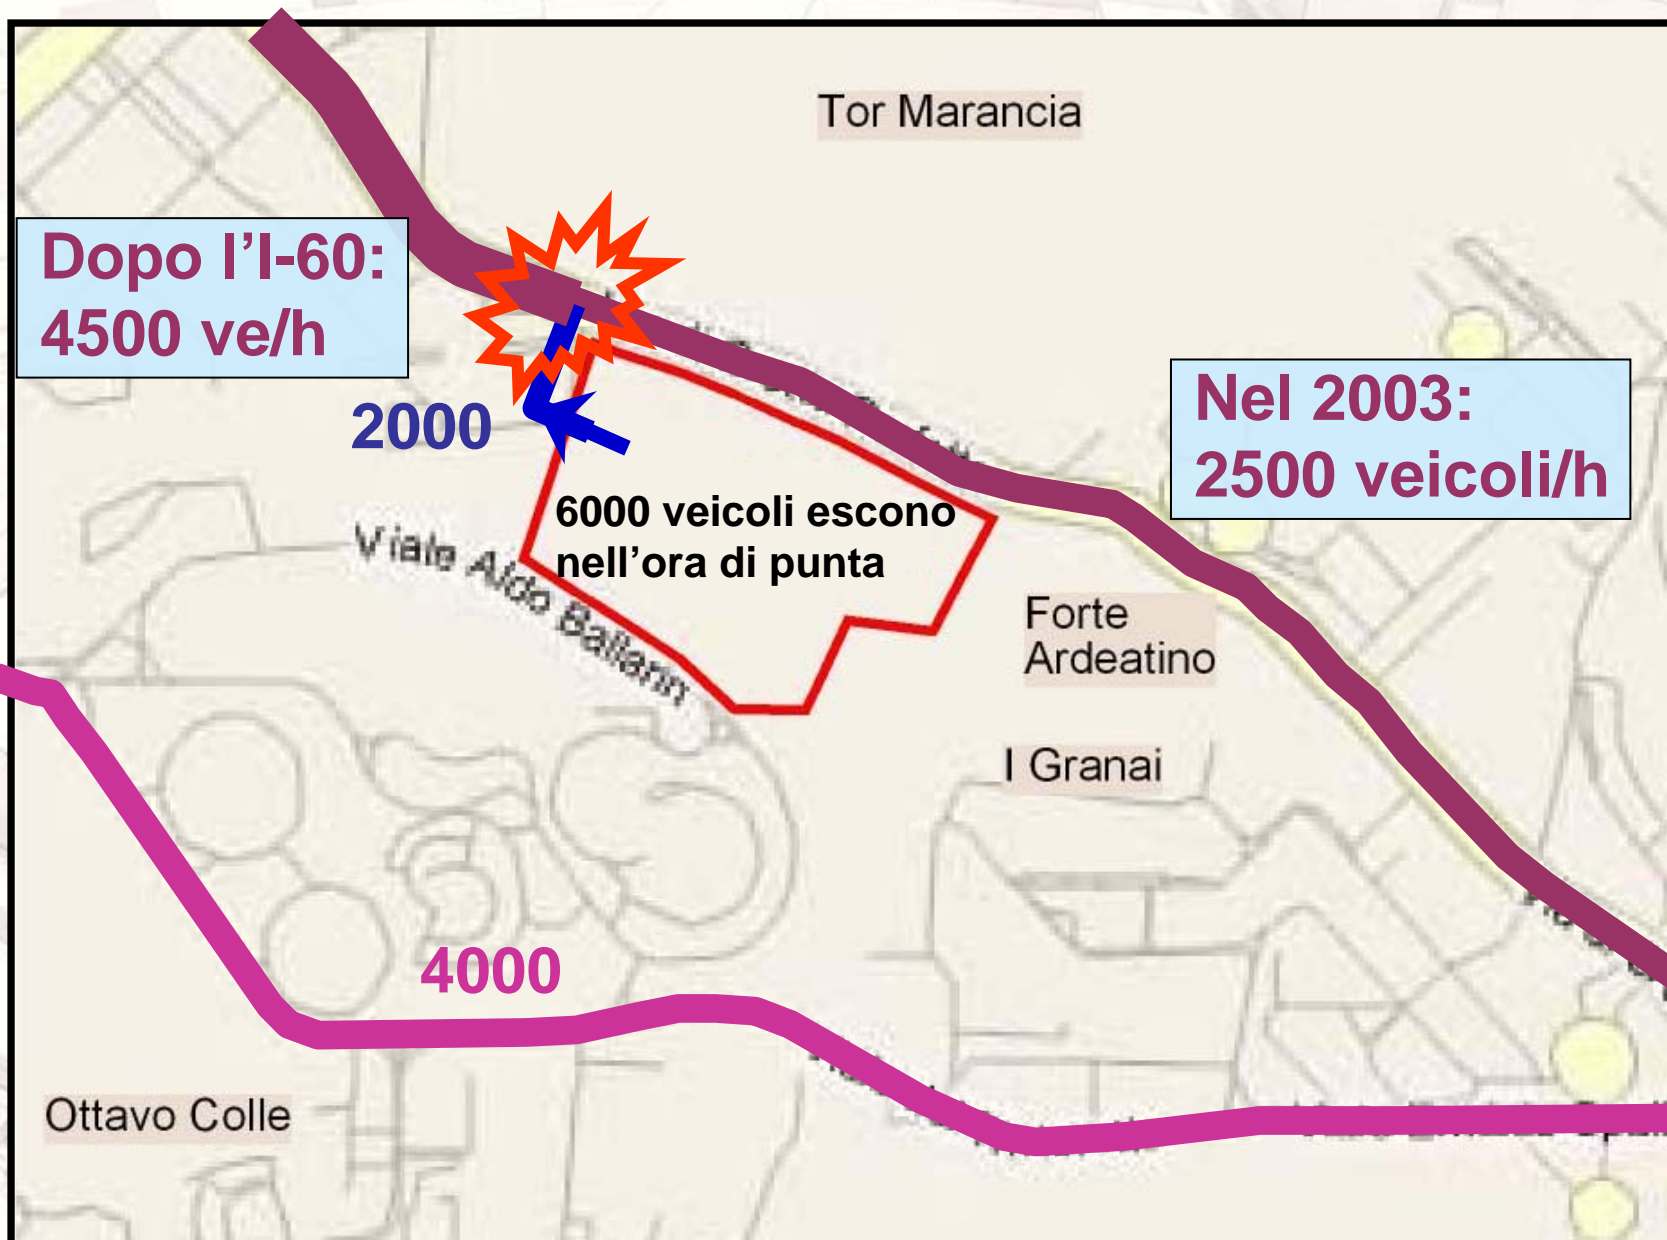 Tor Marancia
Dopo l’I-60:
4500 ve/h
2000
Nel 2003:
2500 veicoli/h
6000 veicoli escono
nell’ora di punta
Viale Aldo Ballarin
Forte
Ardeatino
I Granai
4000
Ottavo Colle